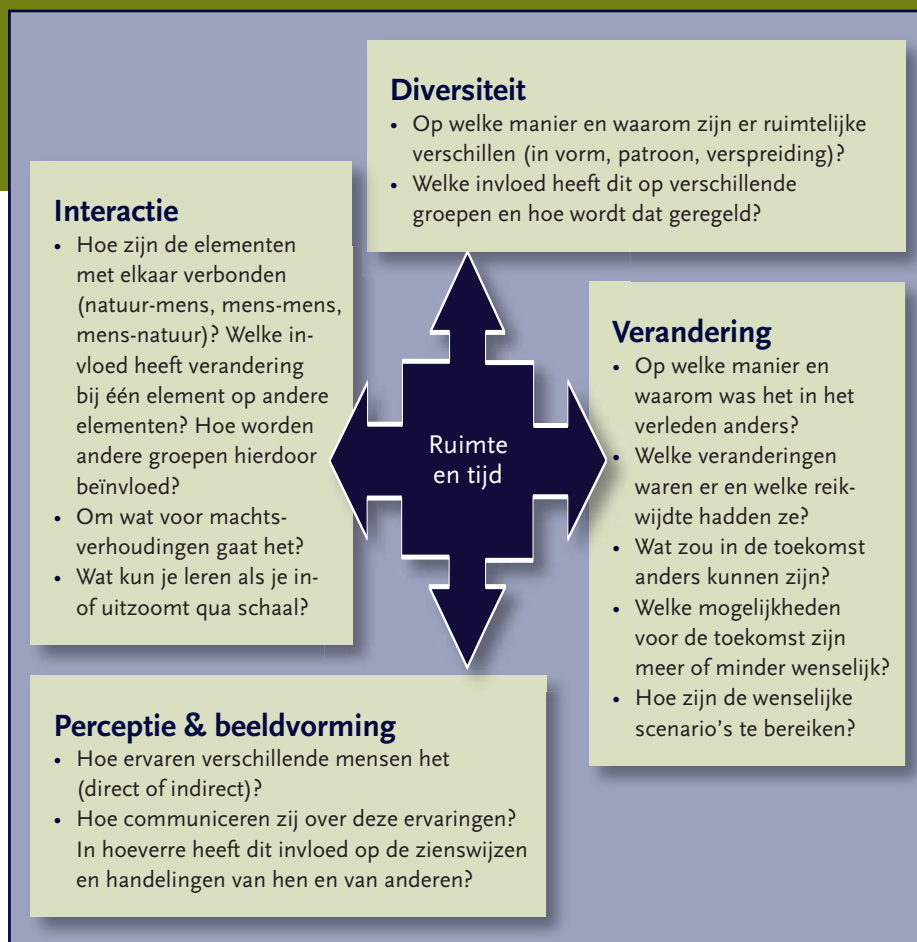 Diversiteit
• Op welke manier en waarom zijn er ruimtelijke
verschillen (in vorm, patroon, verspreiding)?
• Welke invloed heeft dit op verschillende
groepen en hoe wordt dat geregeld?
Interactie
• Hoe zijn de elementen
met elkaar verbonden
(natuur-mens, mens-mens,
mens-natuur)? Welke in-
vloed heeft verandering
bij één element op andere
elementen? Hoe worden
andere groepen hierdoor
beïnvloed?
• Om wat voor machts-
verhoudingen gaat het?
• Wat kun je leren als je in-
of uitzoomt qua schaal?
Ruimte
en tijd
Verandering
• Op welke manier en
waarom was het in het
verleden anders?
• Welke veranderingen
waren er en welke reik-
wijdte hadden ze?
• Wat zou in de toekomst
anders kunnen zijn?
• Welke mogelijkheden
voor de toekomst zijn
meer of minder wenselijk?
• Hoe zijn de wenselijke
scenario's te bereiken?
Perceptie & beeldvorming
• Hoe ervaren verschillende mensen het
(direct of indirect)?
• Hoe communiceren zij over deze ervaringen?
In hoeverre heeft dit invloed op de zienswijzen
en handelingen van hen en van anderen?